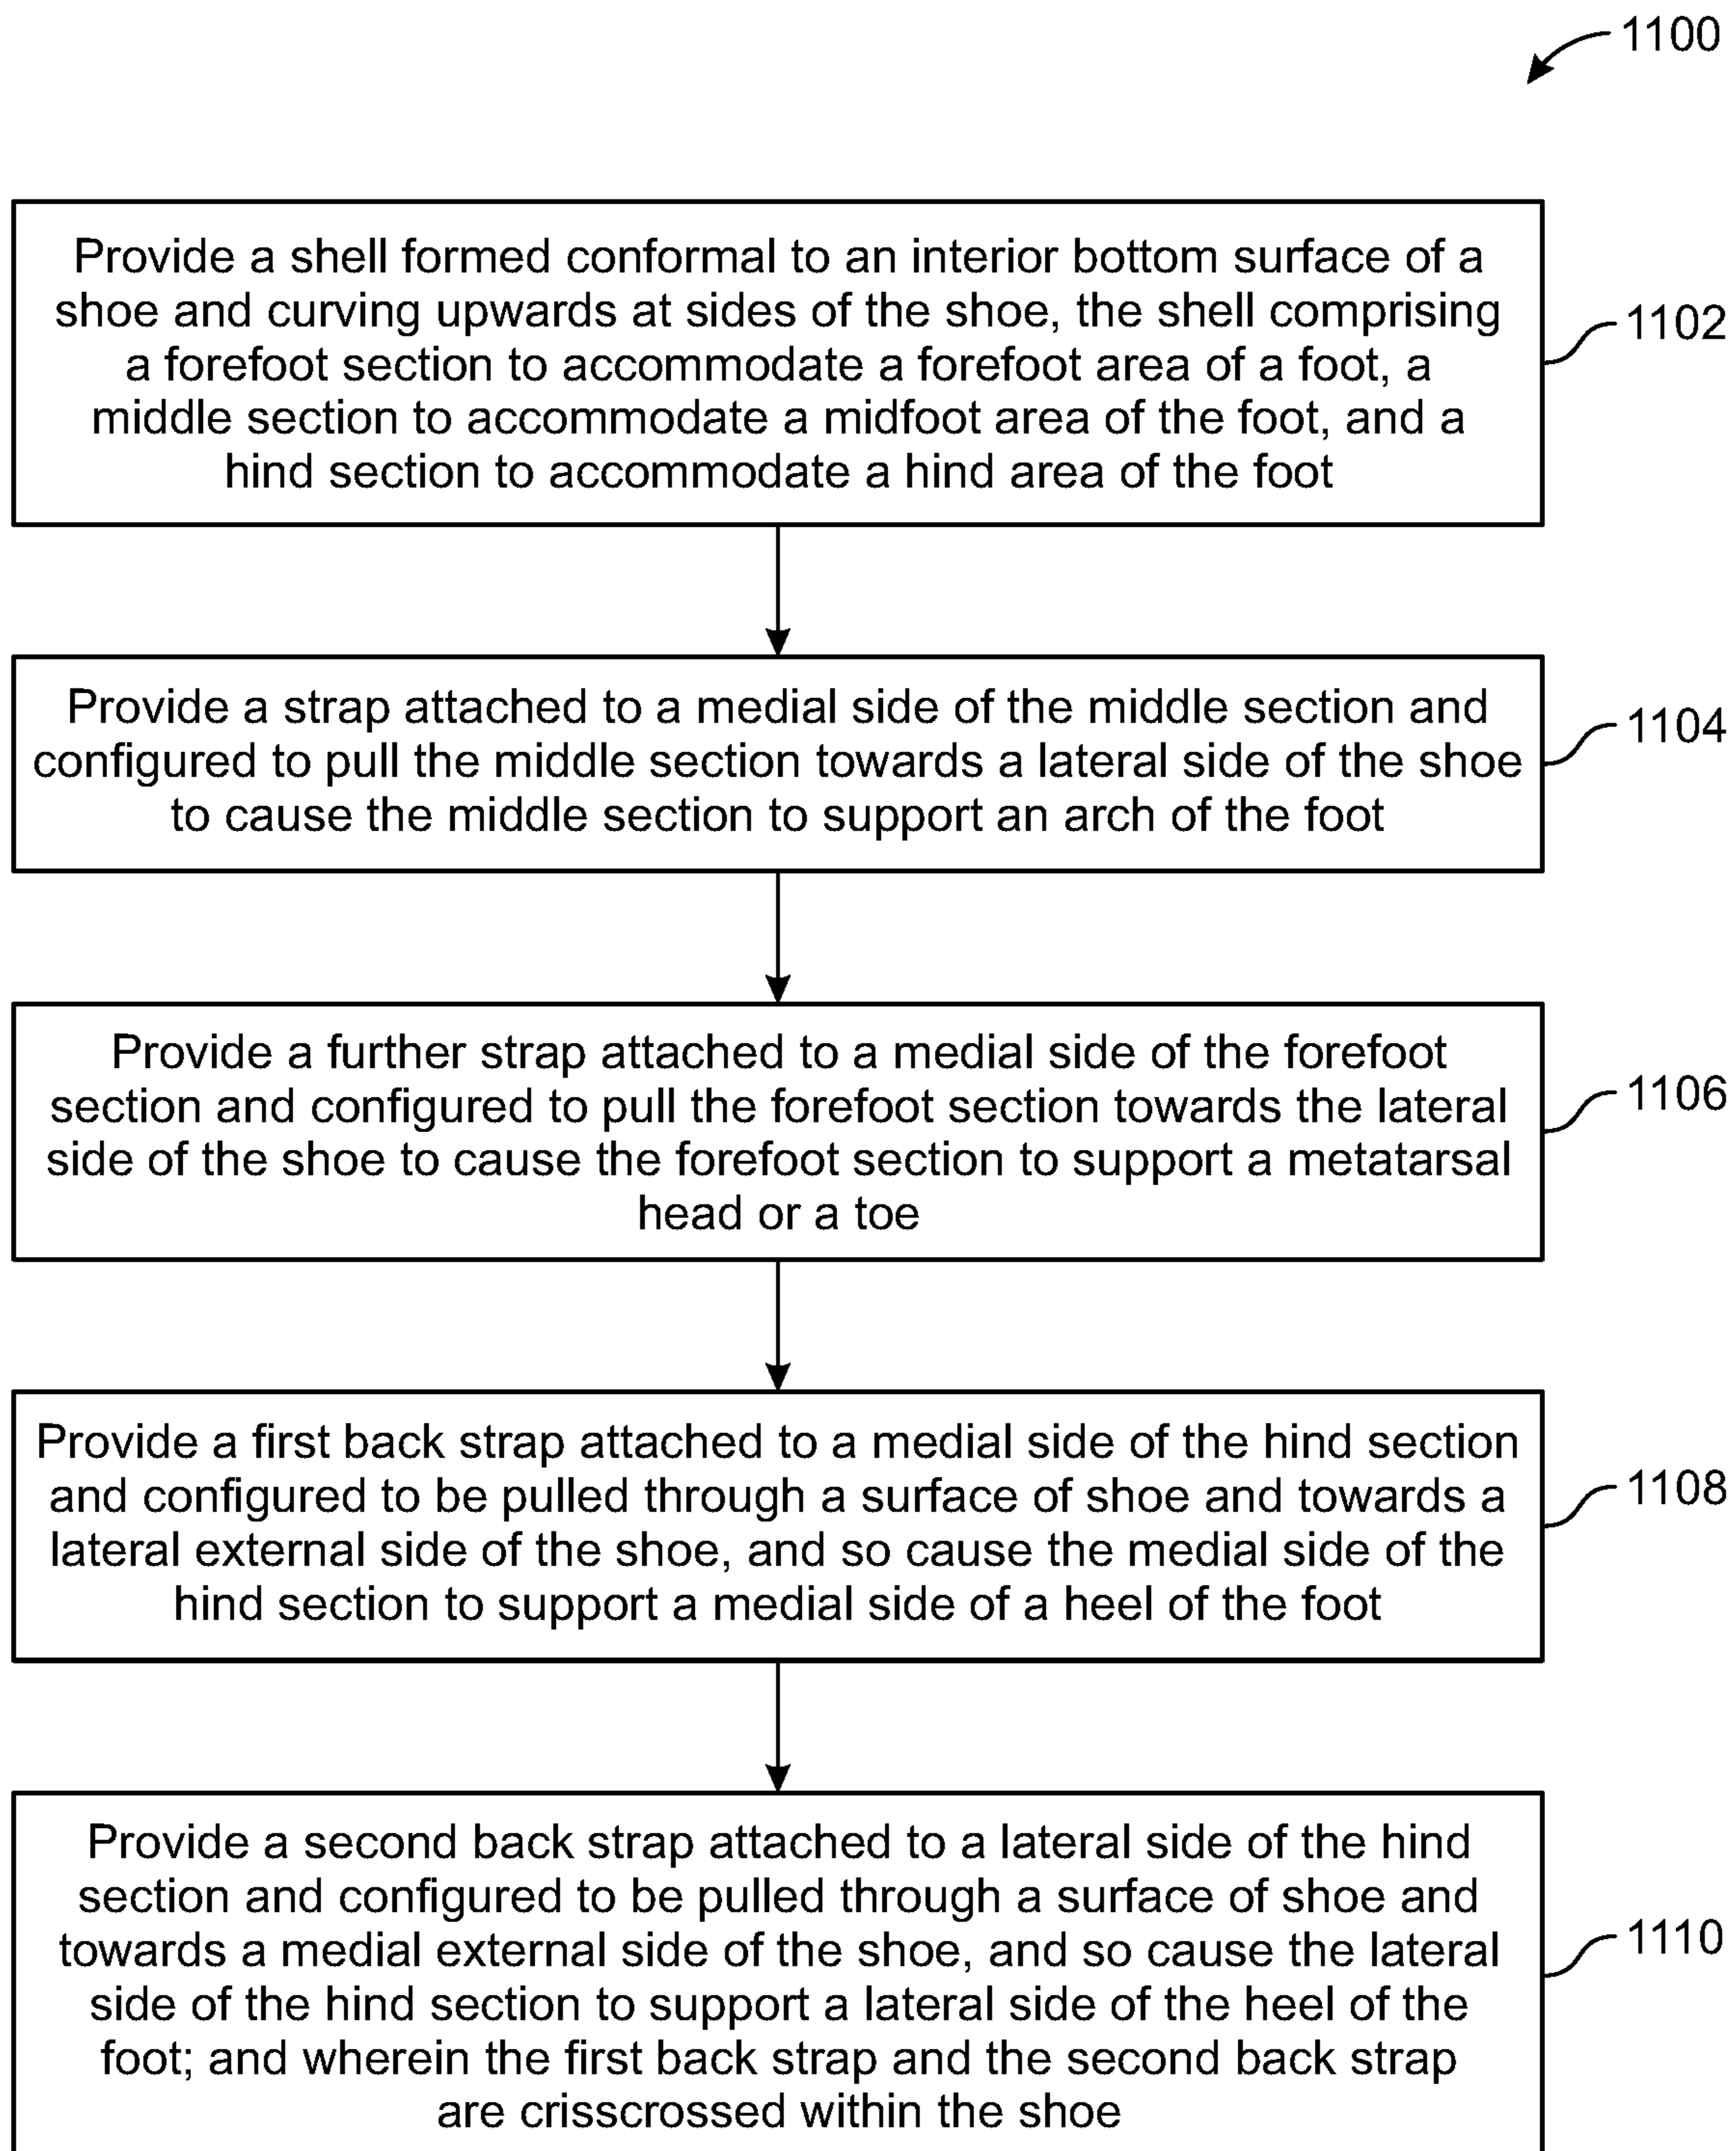 1100
Provide a shell formed conformal to an interior bottom surface of a
shoe and curving upwards at sides of the shoe, the shell comprising
a forefoot section to accommodate a forefoot area of a foot, a
middle section to accommodate a midfoot area of the foot, and a
hind section to accommodate a hind area of the foot
1102
Provide a strap attached to a medial side of the middle section and
configured to pull the middle section towards a lateral side of the shoe
to cause the middle section to support an arch of the foot
1104
Provide a further strap attached to a medial side of the forefoot
section and configured to pull the forefoot section towards the lateral
side of the shoe to cause the forefoot section to support a metatarsal
head or a toe
1106
Provide a first back strap attached to a medial side of the hind section
and configured to be pulled through a surface of shoe and towards a
lateral external side of the shoe, and so cause the medial side of the
hind section to support a medial side of a heel of the foot
1108
Provide a second back strap attached to a lateral side of the hind
section and configured to be pulled through a surface of shoe and
towards a medial external side of the shoe, and so cause the lateral
side of the hind section to support a lateral side of the heel of the
foot; and wherein the first back strap and the second back strap
are crisscrossed within the shoe
1110